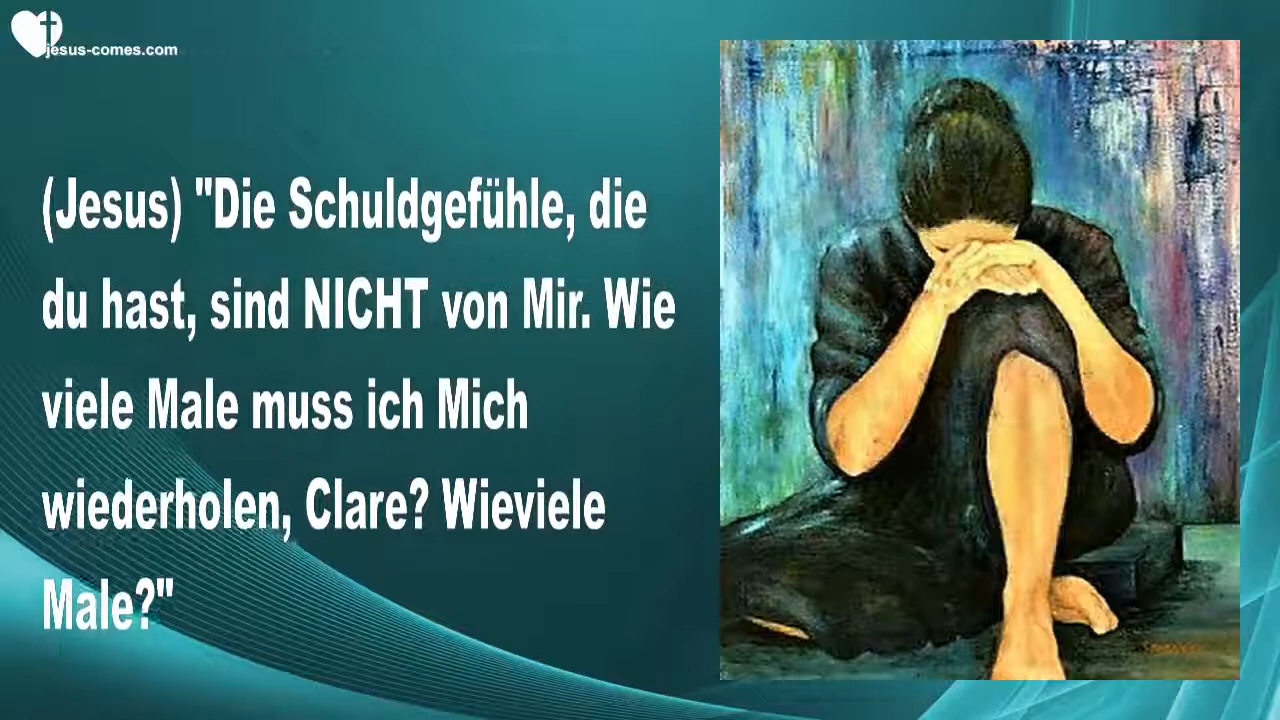 jesus-comes.com
(Jesus) "Die Schuldgefühle, die
du hast, sind NICHT von Mir. Wie
viele Male muss ich Mich
wiederholen, Clare? Wieviele
Male?"